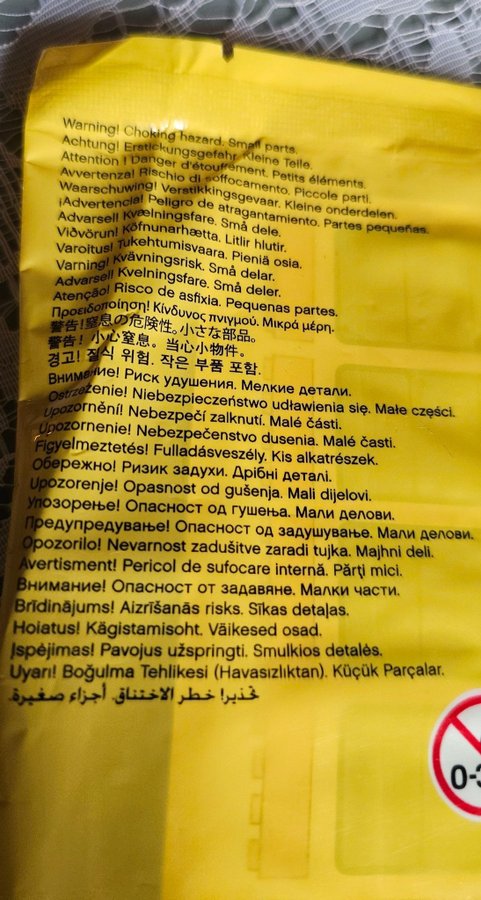 Warning! Choking hazard. Small parts.
Achtung! Erstickungsgefahr. Kleine Teile.
Attention ! Danger d'étouffement. Petits éléments.
Avvertenza! Rischio di soffocamento. Piccole parti.
Waarschuwing! Verstikkingsgevaar. Kleine onderdelen.
¡Advertencia! Peligro de atragantamiento. Partes pequeñas.
Advarsel! Kvælningsfare. Små dele.
Viðvörun! Köfnunarhætta. Litlir hlutir.
Varoitus! Tukehtumisvaara. Pieniä osia.
Varning! Kvävningsrisk. Små delar.
Advarsel! Kvelningsfare. Små deler.
Atenção! Risco de asfixia. Pequenas partes.
Προειδοποίηση! Κίνδυνος πνιγμού. Μικρά μέρη.
警告!窒息の危険性。小さな部品。
警告! 小心窒息。当心小物件。
경고! 질식 위험. 작은 부품 포함.
Внимание! Риск удушения. Мелкие детали.
Ostrzeżenie! Niebezpieczeństwo udławienia się. Małe części.
Upozornění! Nebezpečí zalknutí. Malé části.
Upozornenie! Nebezpečenstvo dusenia. Malé časti.
Figyelmeztetés! Fulladásveszély. Kis alkatrészek.
Обережно! Ризик задухи. Дрібні деталі.
Upozorenje! Opasnost od gušenja. Mali dijelovi.
Упозорење! Опасност од гушења. Мали делови.
Предупредување! Опасност од задушување. Мали делови.
Opozorilo! Nevarnost zadušitve zaradi tujka. Majhni deli.
Avertisment! Pericol de sufocare internă. Părți mici.
Внимание! Опасност от задавяне. Малки части.
Brīdinājums! Aizrīšanās risks. Sīkas detaļas.
Hoiatus! Kägistamisoht. Väikesed osad.
Įspėjimas! Pavojus užspringti. Smulkios detalės.
Uyarı! Boğulma Tehlikesi (Havasızlıktan). Küçük Parçalar.
تحذير! خطر الاختناق. أجزاء صغيرة.